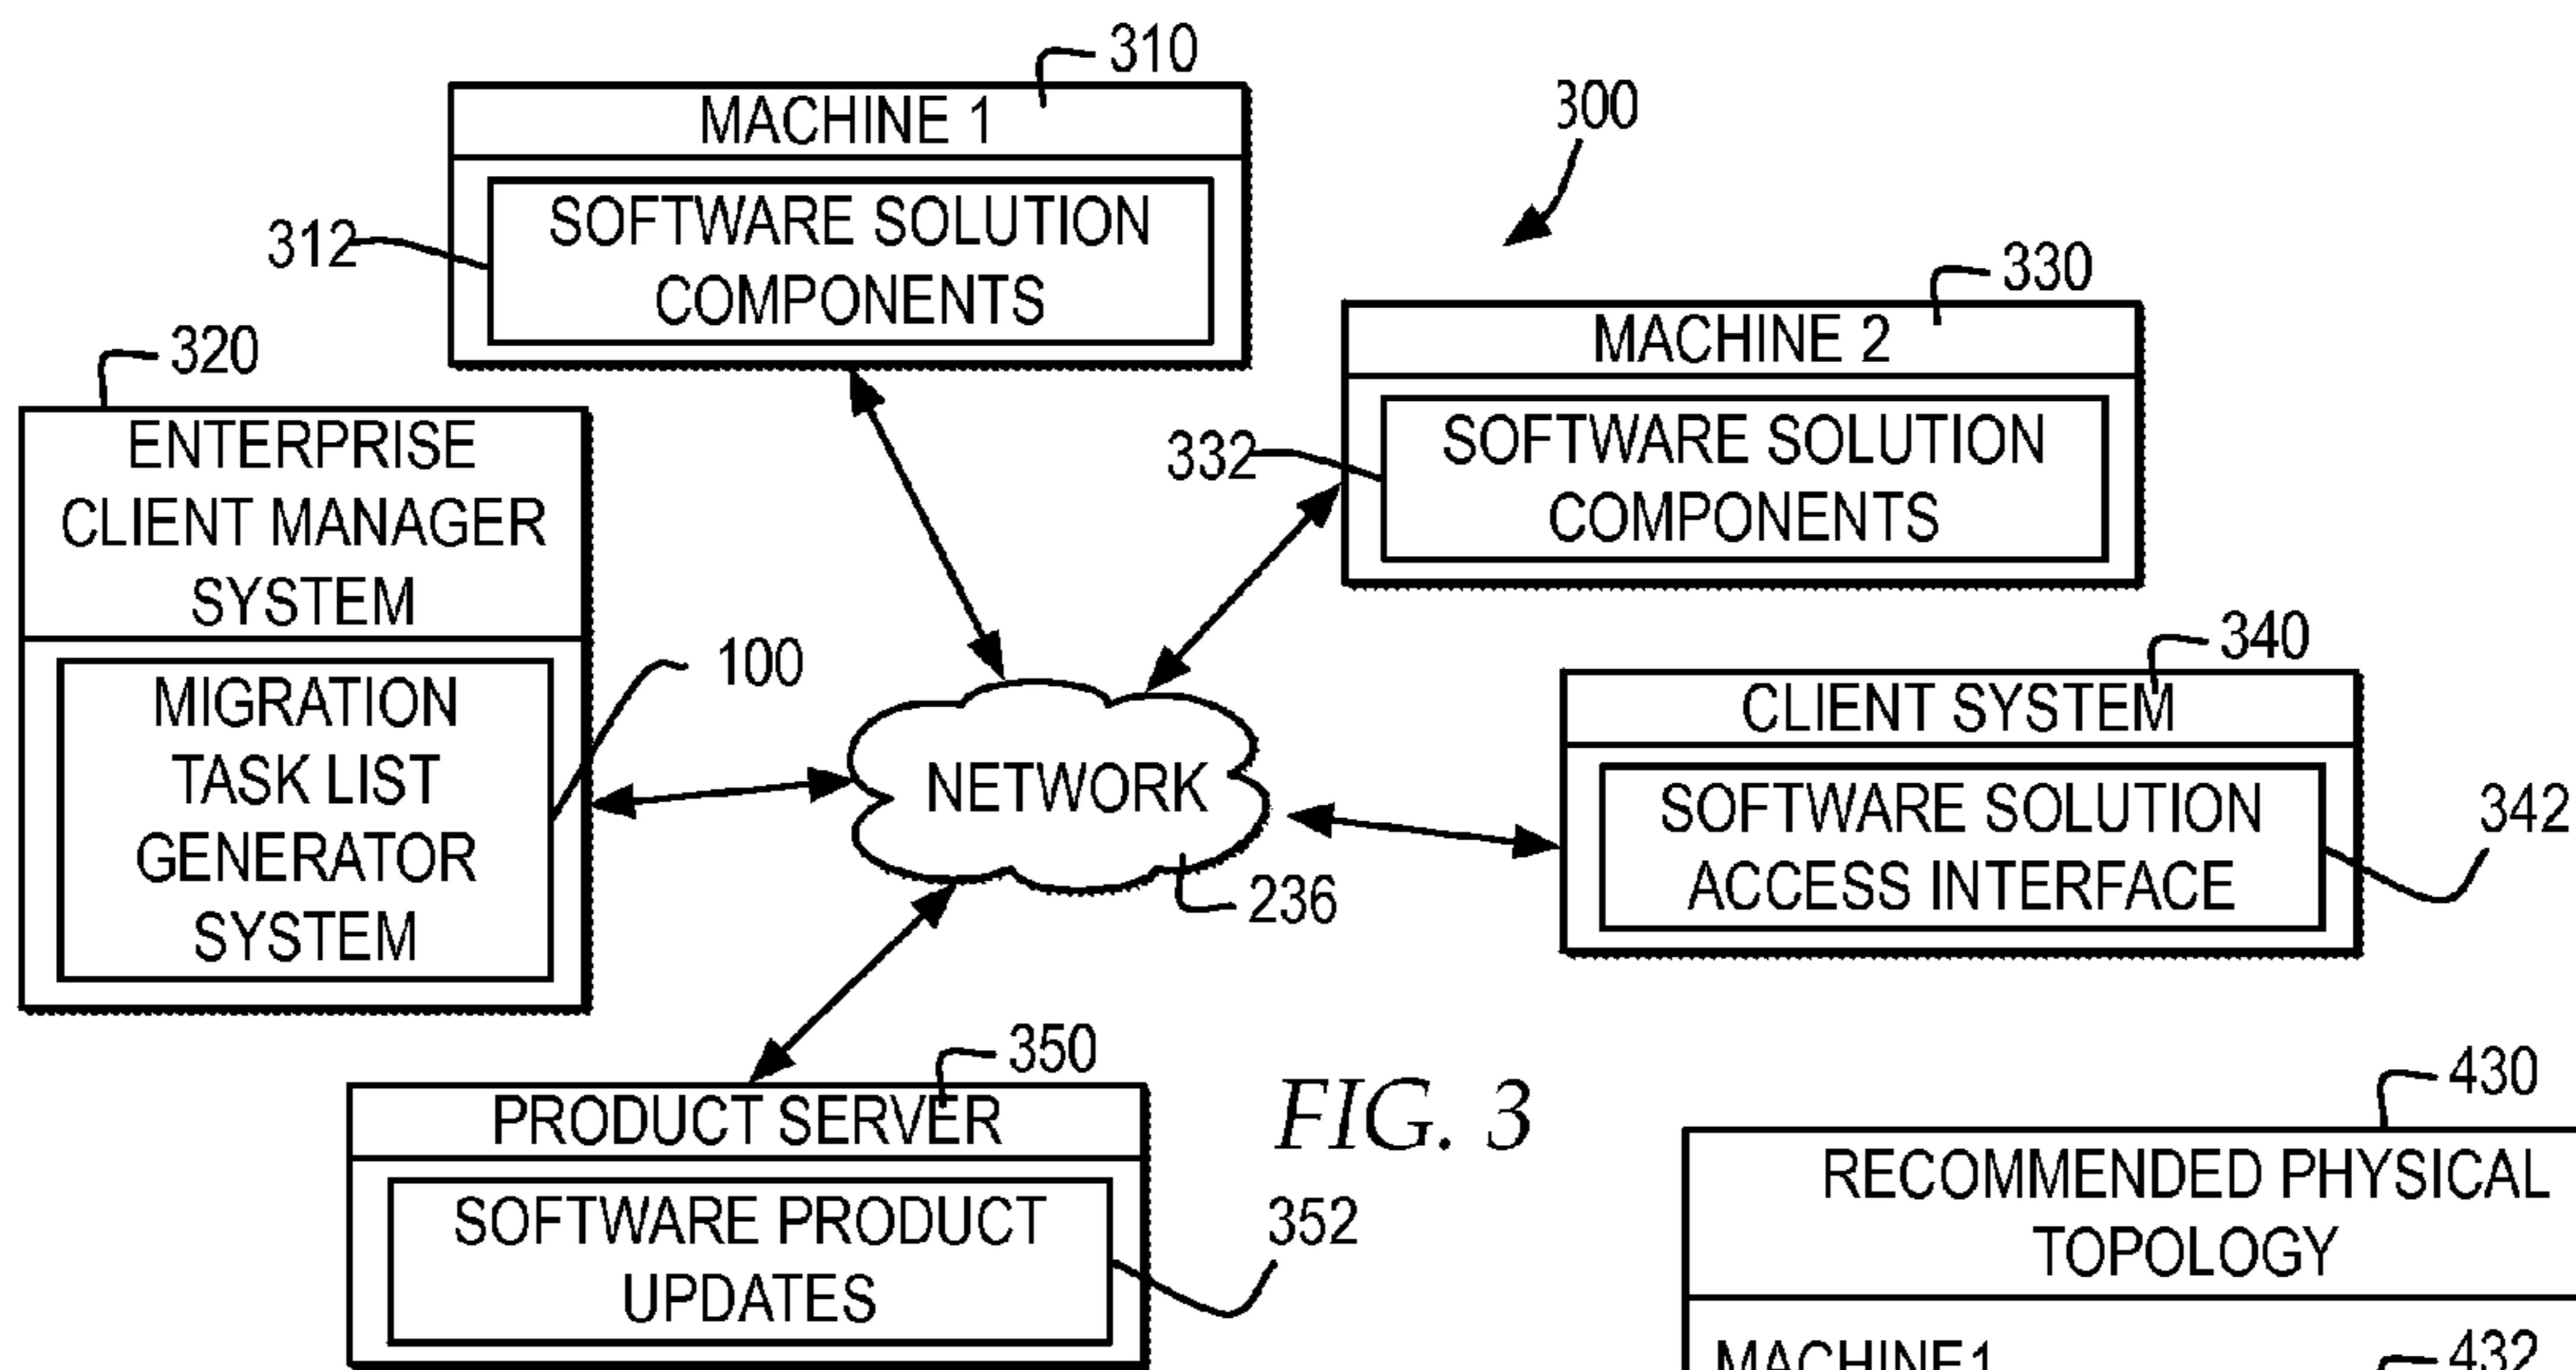 310
MACHINE 1
300
312
SOFTWARE SOLUTION
COMPONENTS
330
MACHINE 2
320
ENTERPRISE
CLIENT MANAGER
SYSTEM
332
SOFTWARE SOLUTION
COMPONENTS
100
MIGRATION
TASK LIST
GENERATOR
SYSTEM
340
CLIENT SYSTEM
NETWORK
SOFTWARE SOLUTION
ACCESS INTERFACE
342
236
350
PRODUCT SERVER
FIG. 3
SOFTWARE PRODUCT
UPDATES
352
430
RECOMMENDED PHYSICAL
TOPOLOGY
MACHINE1
432